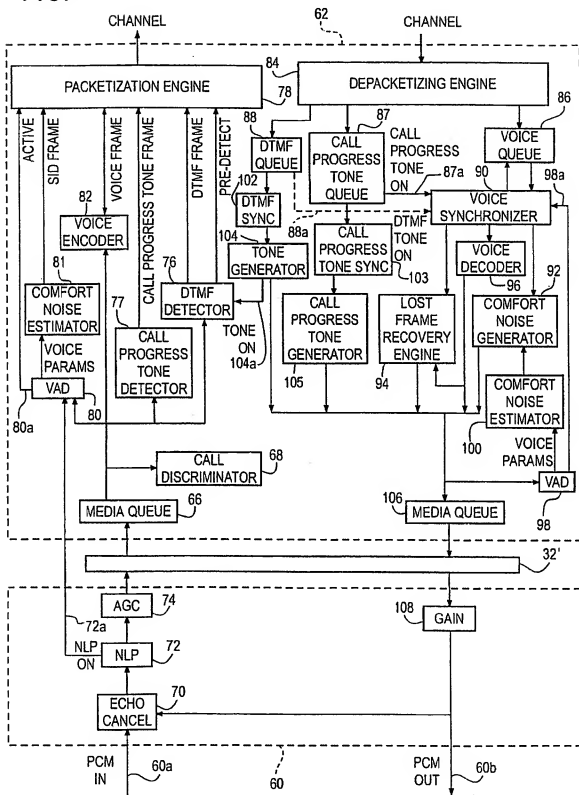 CHANNEL
CHANNEL
62
84
PACKETIZATION ENGINE
78
DEPACKETIZING ENGINE
ACTIVE
SID FRAME
VOICE FRAME
CALL PROGRESS TONE FRAME
DTMF FRAME
PRE-DETECT
88
DTMF QUEUE
87
CALL PROGRESS TONE QUEUE
CALL PROGRESS TONE ON
87a
86
VOICE QUEUE
90
98a
82
VOICE ENCODER
102
DTMF SYNC
88a
DTMF TONE ON
VOICE SYNCHRONIZER
104
TONE GENERATOR
CALL PROGRESS TONE SYNC
103
VOICE DECODER
96
92
81
COMFORT NOISE ESTIMATOR
77
76
DTMF DETECTOR
TONE ON
104a
CALL PROGRESS TONE GENERATOR
105
LOST FRAME RECOVERY ENGINE
94
COMFORT NOISE GENERATOR
VOICE PARAMS
CALL PROGRESS TONE DETECTOR
COMFORT NOISE ESTIMATOR
100
VAD
80
80a
VOICE PARAMS
CALL DISCRIMINATOR
68
VAD
98
MEDIA QUEUE
66
106
MEDIA QUEUE
32'
AGC
74
GAIN
108
72a
NLP ON
NLP
72
ECHO CANCEL
70
PCM IN
60a
60
PCM OUT
60b